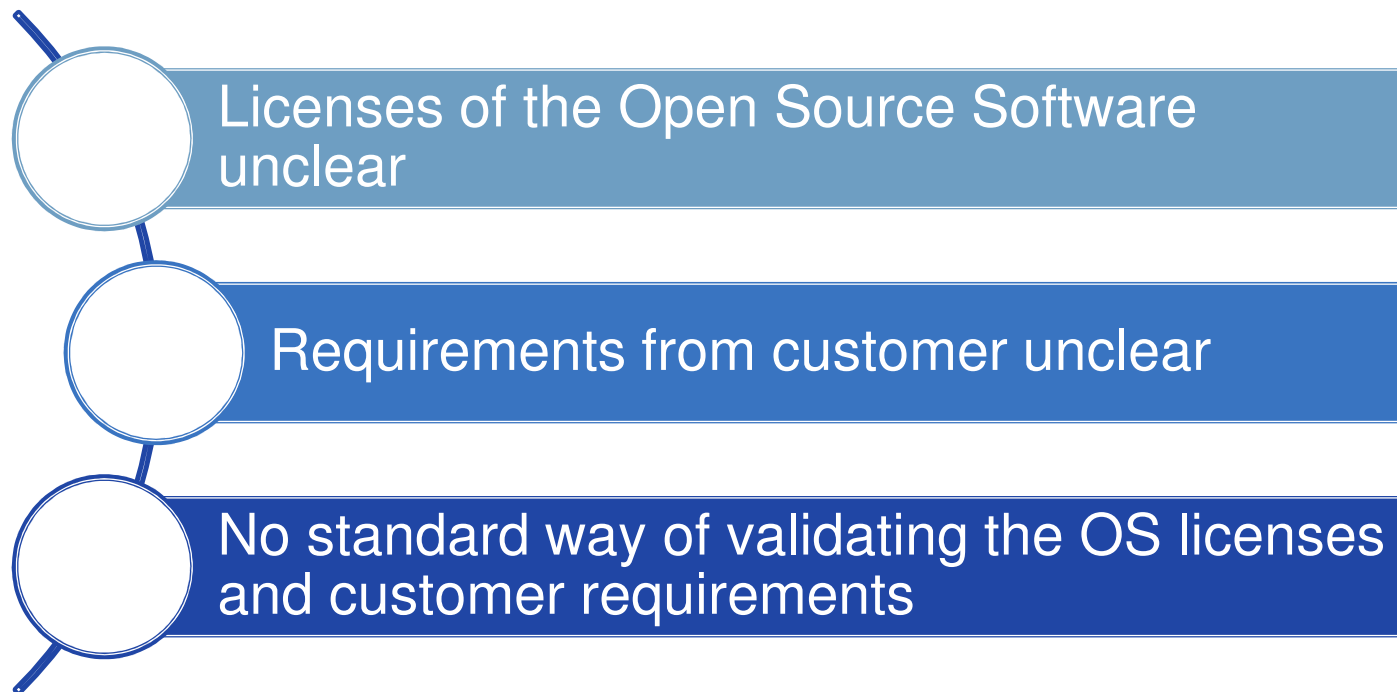 Licenses of the Open Source Software
unclear
Requirements from customer unclear
No standard way of validating the OS licenses
and customer requirements